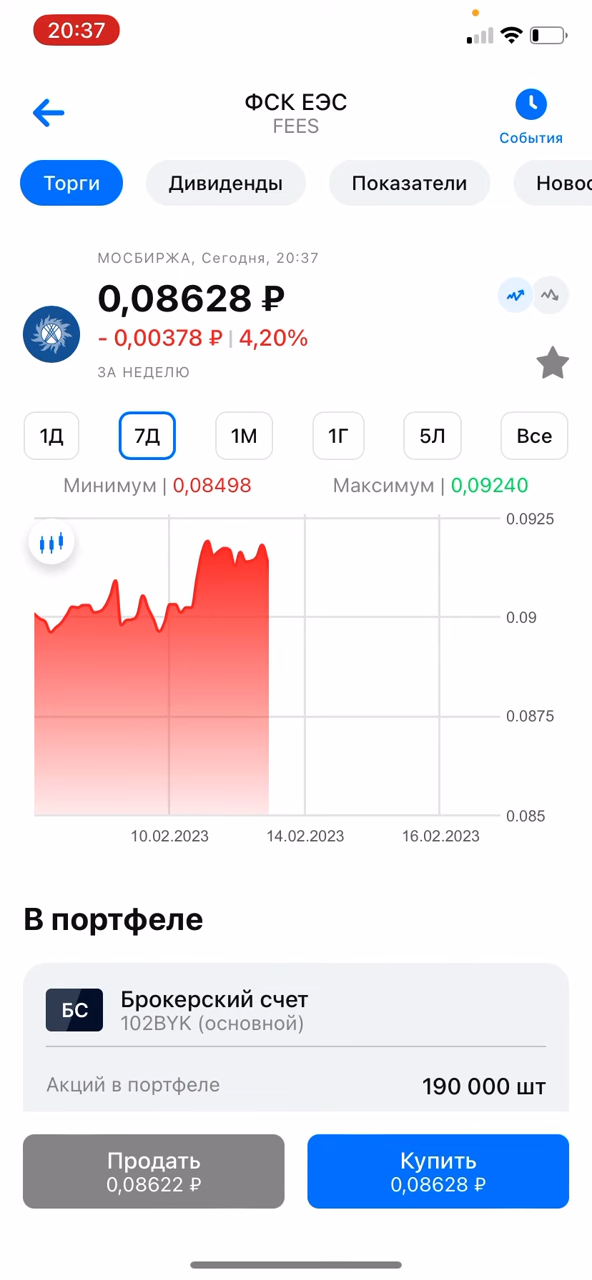 20:37
ФСК ЕЭС
FEES
События
Торги
Дивиденды
Показатели
Новос
МОСБИРЖА, Сегодня, 20:37
0,08628 ₽
- 0,00378 ₽ | 4,20%
ЗА НЕДЕЛЮ
1Д
7Д
1М
1Г
5Л
Все
Минимум | 0,08498
Максимум | 0,09240
0.0925
0.09
0.0875
0.085
10.02.2023
14.02.2023
16.02.2023
В портфеле
БС
Брокерский счет
102BYK (основной)
Акций в портфеле
190 000 шт
Продать
0,08622 ₽
Купить
0,08628 ₽